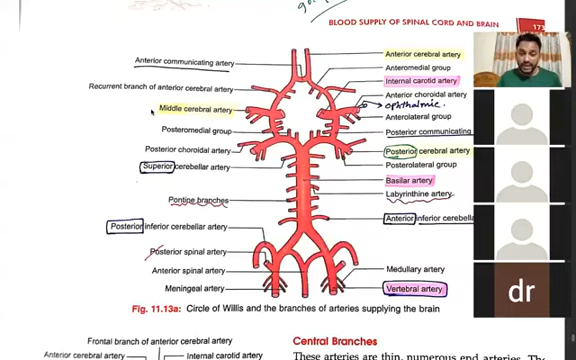 BLOOD SUPPLY OF SPINAL CORD AND BRAIN
173
Anterior communicating artery
Recurrent branch of anterior cerebral artery
Middle cerebral artery
Posteromedial group
Posterior choroidal artery
Superior cerebellar artery
Pontine branches
Posterior inferior cerebellar artery
Posterior spinal artery
Anterior spinal artery
Meningeal artery
Anterior cerebral artery
Anteromedial group
Internal carotid artery
Anterior choroidal artery
ophthalmic.
Anterolateral group
Posterior communicating
Posterior cerebral artery
Posterolateral group
Basilar artery
Labyrinthine artery
Anterior inferior cerebella
Medullary artery
Vertebral artery
Fig. 11.13a: Circle of Willis and the branches of arteries supplying the brain
Frontal branch of anterior cerebral artery
Anterior cerebral artery
Internal carotid artery
Central Branches
These arteries are thin, numerous end arteries. Th
dr